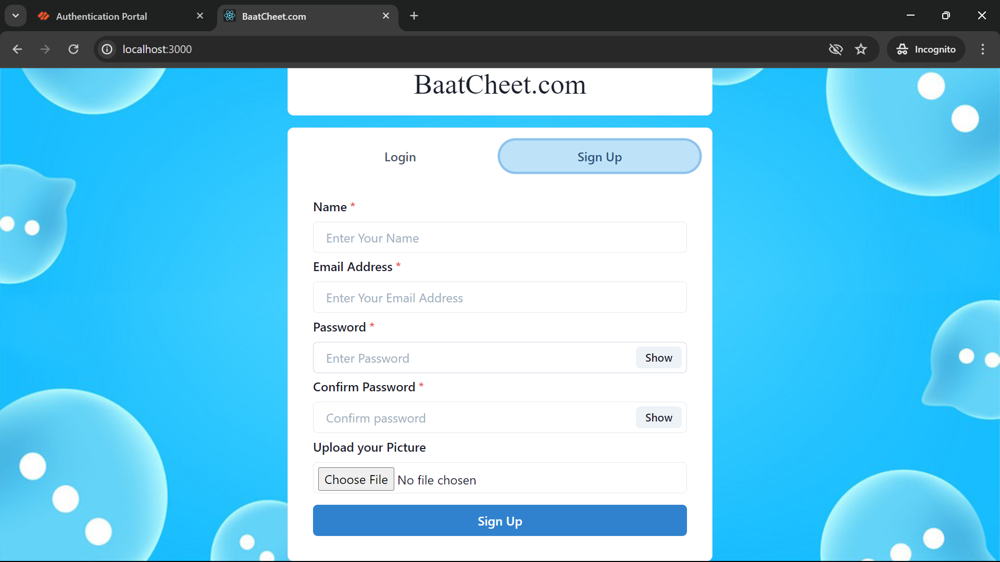 Authentication Portal
BaatCheet.com
localhost:3000
Incognito
BaatCheet.com
Login
Sign Up
Name *
Enter Your Name
Email Address *
Enter Your Email Address
Password *
Enter Password
Show
Confirm Password *
Confirm password
Show
Upload your Picture
Choose File No file chosen
Sign Up